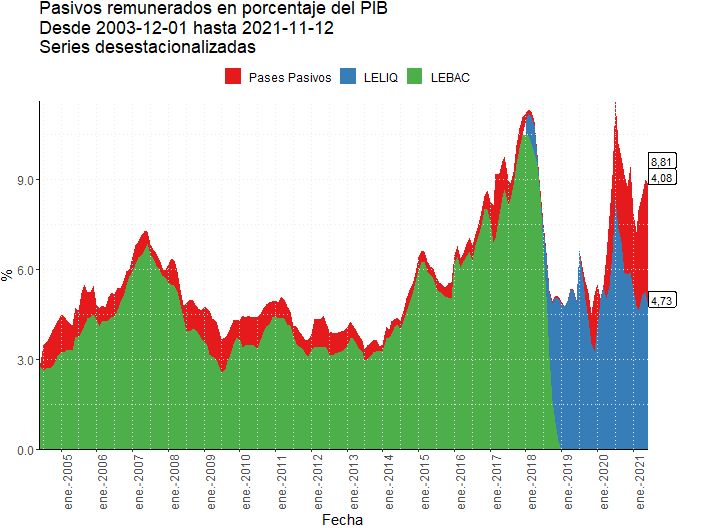 Pasivos remunerados en porcentaje del PIB
Desde 2003-12-01 hasta 2021-11-12
Series desestacionalizadas
Pases Pasivos LELIQ LEBAC
%
9.0
6.0
3.0
0.0
8,81
4,08
4,73
ene.-2005
ene.-2006
ene.-2007
ene.-2008
ene.-2009
ene.-2010
ene.-2011
ene.-2012
ene.-2013
ene.-2014
ene.-2015
ene.-2016
ene.-2017
ene.-2018
ene.-2019
ene.-2020
ene.-2021
Fecha